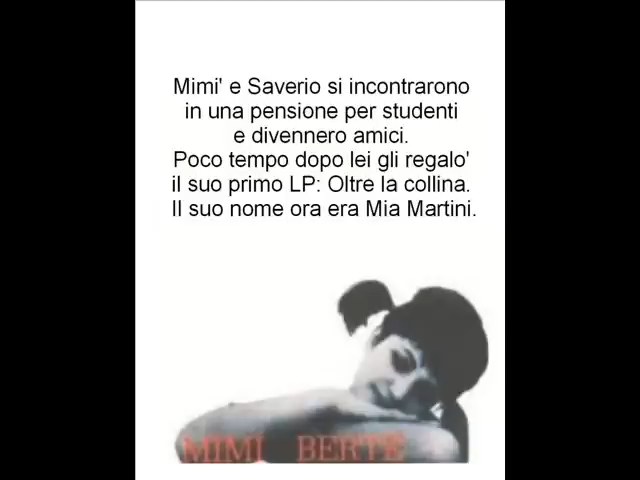 Mimi' e Saverio si incontrarono
in una pensione per studenti
e divennero amici.
Poco tempo dopo lei gli regalo'
il suo primo LP: Oltre la collina.
Il suo nome ora era Mia Martini.
MIMI BERTE